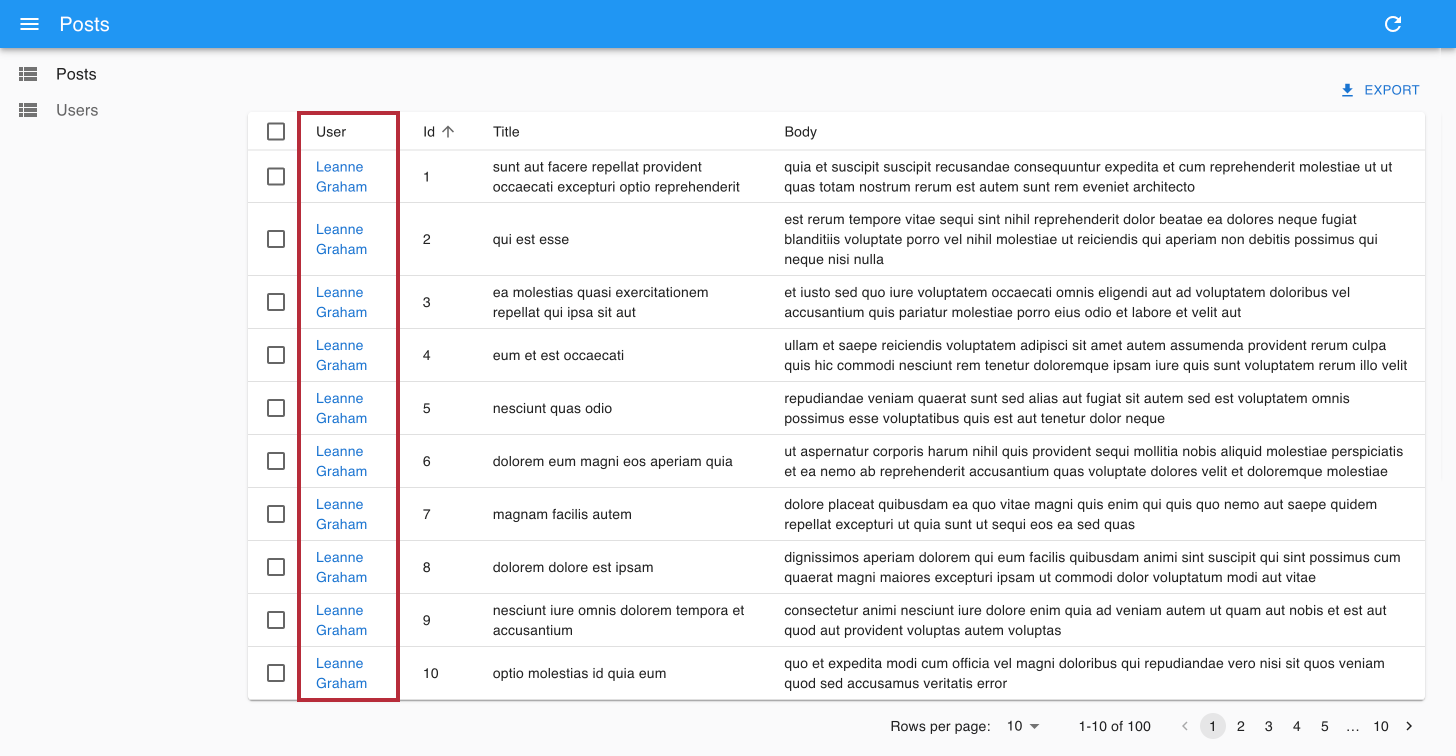 Posts
Posts
Users
EXPORT
User Id Title Body
Leanne
Graham
1
sunt aut facere repellat provident
occaecati excepturi optio reprehenderit
quia et suscipit suscipit recusandae consequuntur expedita et cum reprehenderit molestiae ut ut
quas totam nostrum rerum est autem sunt rem eveniet architecto
Leanne
Graham
2
qui est esse
est rerum tempore vitae sequi sint nihil reprehenderit dolor beatae ea dolores neque fugiat
blanditiis voluptate porro vel nihil molestiae ut reiciendis qui aperiam non debitis possimus qui
neque nisi nulla
Leanne
Graham
3
ea molestias quasi exercitationem
repellat qui ipsa sit aut
et iusto sed quo iure voluptatem occaecati omnis eligendi aut ad voluptatem doloribus vel
accusantium quis pariatur molestiae porro eius odio et labore et velit aut
Leanne
Graham
4
eum et est occaecati
ullam et saepe reiciendis voluptatem adipisci sit amet autem assumenda provident rerum culpa
quis hic commodi nesciunt rem tenetur doloremque ipsam iure quis sunt voluptatem rerum illo velit
Leanne
Graham
5
nesciunt quas odio
repudiandae veniam quaerat sunt sed alias aut fugiat sit autem sed est voluptatem omnis
possimus esse voluptatibus quis est aut tenetur dolor neque
Leanne
Graham
6
dolorem eum magni eos aperiam quia
ut aspernatur corporis harum nihil quis provident sequi mollitia nobis aliquid molestiae perspiciatis
et ea nemo ab reprehenderit accusantium quas voluptate dolores velit et doloremque molestiae
Leanne
Graham
7
magnam facilis autem
dolore placeat quibusdam ea quo vitae magni quis enim qui quis quo nemo aut saepe quidem
repellat excepturi ut quia sunt ut sequi eos ea sed quas
Leanne
Graham
8
dolorem dolore est ipsam
dignissimos aperiam dolorem qui eum facilis quibusdam animi sint suscipit qui sint possimus cum
quaerat magni maiores excepturi ipsam ut commodi dolor voluptatum modi aut vitae
Leanne
Graham
9
nesciunt iure omnis dolorem tempora et
accusantium
consectetur animi nesciunt iure dolore enim quia ad veniam autem ut quam aut nobis et est aut
quod aut provident voluptas autem voluptas
Leanne
Graham
10
optio molestias id quia eum
quo et expedita modi cum officia vel magni doloribus qui repudiandae vero nisi sit quos veniam
quod sed accusamus veritatis error
Rows per page: 10 1-10 of 100 1 2 3 4 5 … 10